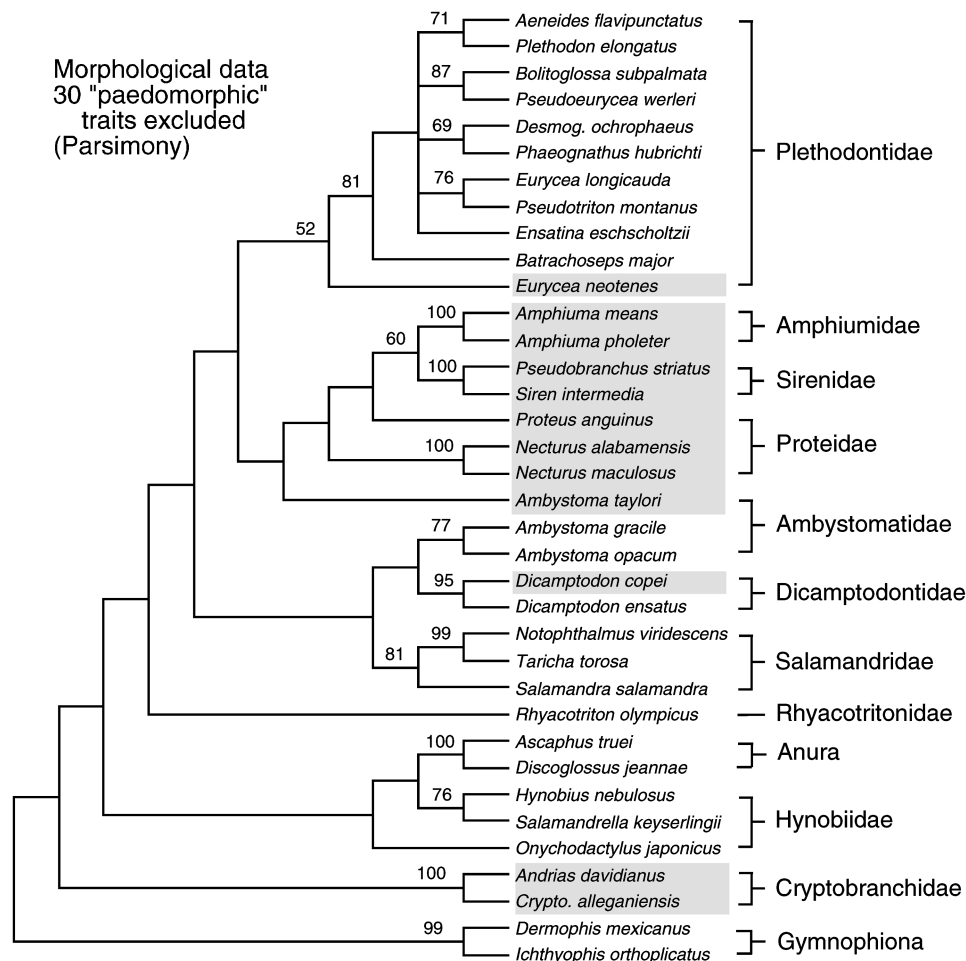 Morphological data
30 "paedomorphic"
traits excluded
(Parsimony)
71
Aeneides flavipunctatus
Plethodon elongatus
87
Bolitoglossa subpalmata
Pseudoeurycea werleri
69
Desmog. ochrophaeus
Phaeognathus hubrichti
76
Eurycea longicauda
Pseudotriton montanus
Ensatina eschscholtzii
81
Batrachoseps major
52
Eurycea neotenes
Plethodontidae
100
Amphiuma means
Amphiuma pholeter
Amphiumidae
60
100
Pseudobranchus striatus
Siren intermedia
Sirenidae
Proteus anguinus
100
Necturus alabamensis
Necturus maculosus
Proteidae
Ambystoma taylori
77
Ambystoma gracile
Ambystoma opacum
Ambystomatidae
95
Dicamptodon copei
Dicamptodon ensatus
Dicamptodontidae
99
Notophthalmus viridescens
Taricha torosa
81
Salamandra salamandra
Salamandridae
Rhyacotriton olympicus
Rhyacotritonidae
100
Ascaphus truei
Discoglossus jeannae
Anura
76
Hynobius nebulosus
Salamandrella keyserlingii
Onychodactylus japonicus
Hynobiidae
100
Andrias davidianus
Crypto. alleganiensis
Cryptobranchidae
99
Dermophis mexicanus
Ichthyophis orthoplicatus
Gymnophiona